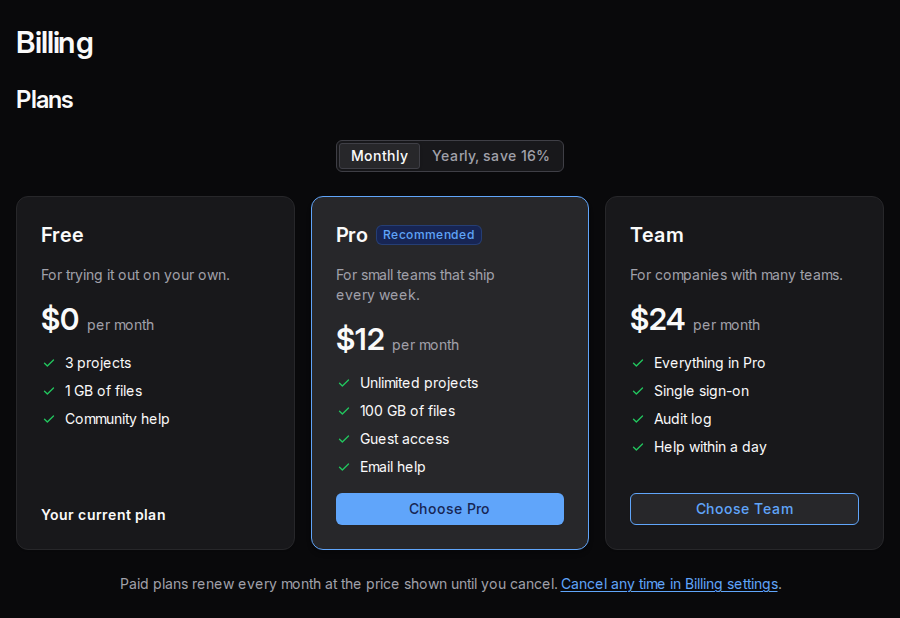 Billing
Plans
Monthly
Yearly, save 16%
Free
For trying it out on your own.
$0 per month
3 projects
1 GB of files
Community help
Your current plan
Pro
Recommended
For small teams that ship
every week.
$12 per month
Unlimited projects
100 GB of files
Guest access
Email help
Choose Pro
Team
For companies with many teams.
$24 per month
Everything in Pro
Single sign-on
Audit log
Help within a day
Choose Team
Paid plans renew every month at the price shown until you cancel. Cancel any time in Billing settings.